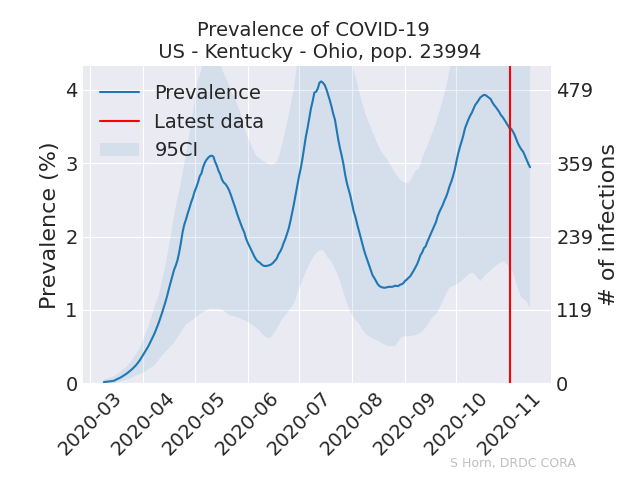 Prevalence of COVID-19
US - Kentucky - Ohio, pop. 23994
Prevalence
Latest data
95CI
Prevalence (%)
4
3
2
1
0
479
359
239
119
0
# of infections
2020-03
2020-04
2020-05
2020-06
2020-07
2020-08
2020-09
2020-10
2020-11
S Horn, DRDC CORA